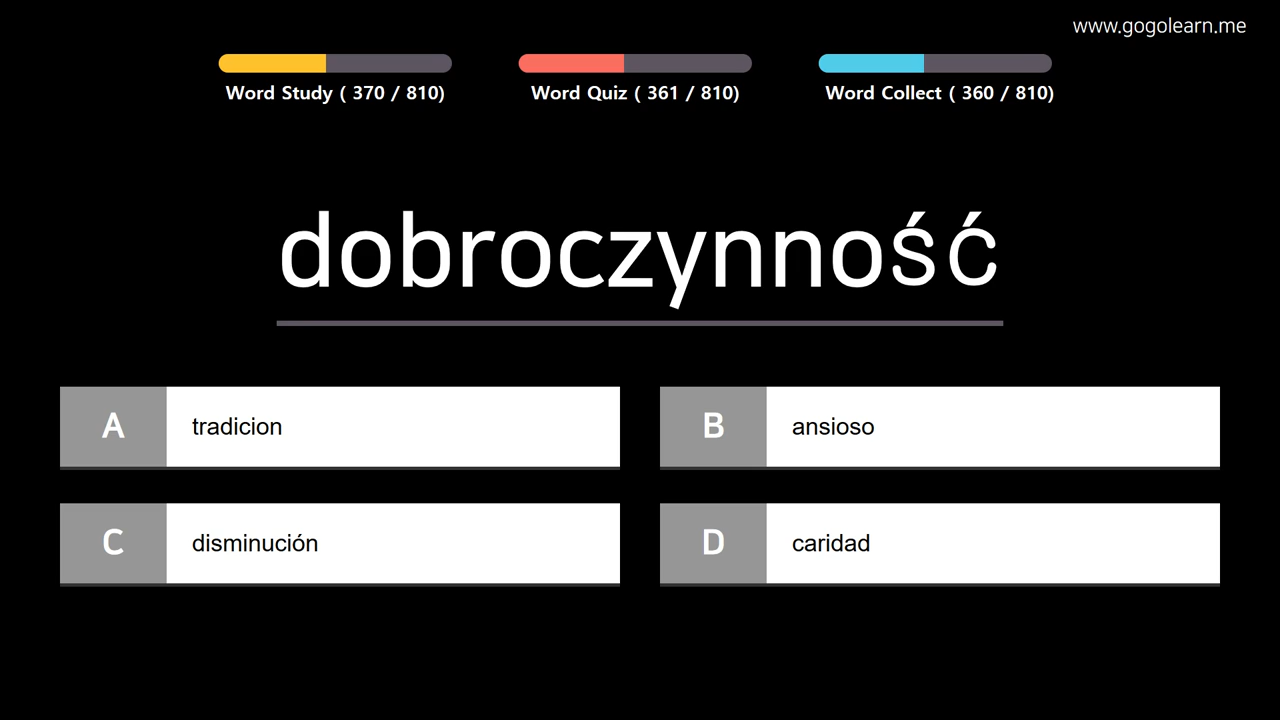 www.gogolearn.me
Word Study ( 370 / 810)
Word Quiz ( 361 / 810)
Word Collect ( 360 / 810)
dobroczynność
A tradicion
B ansioso
C disminución
D caridad